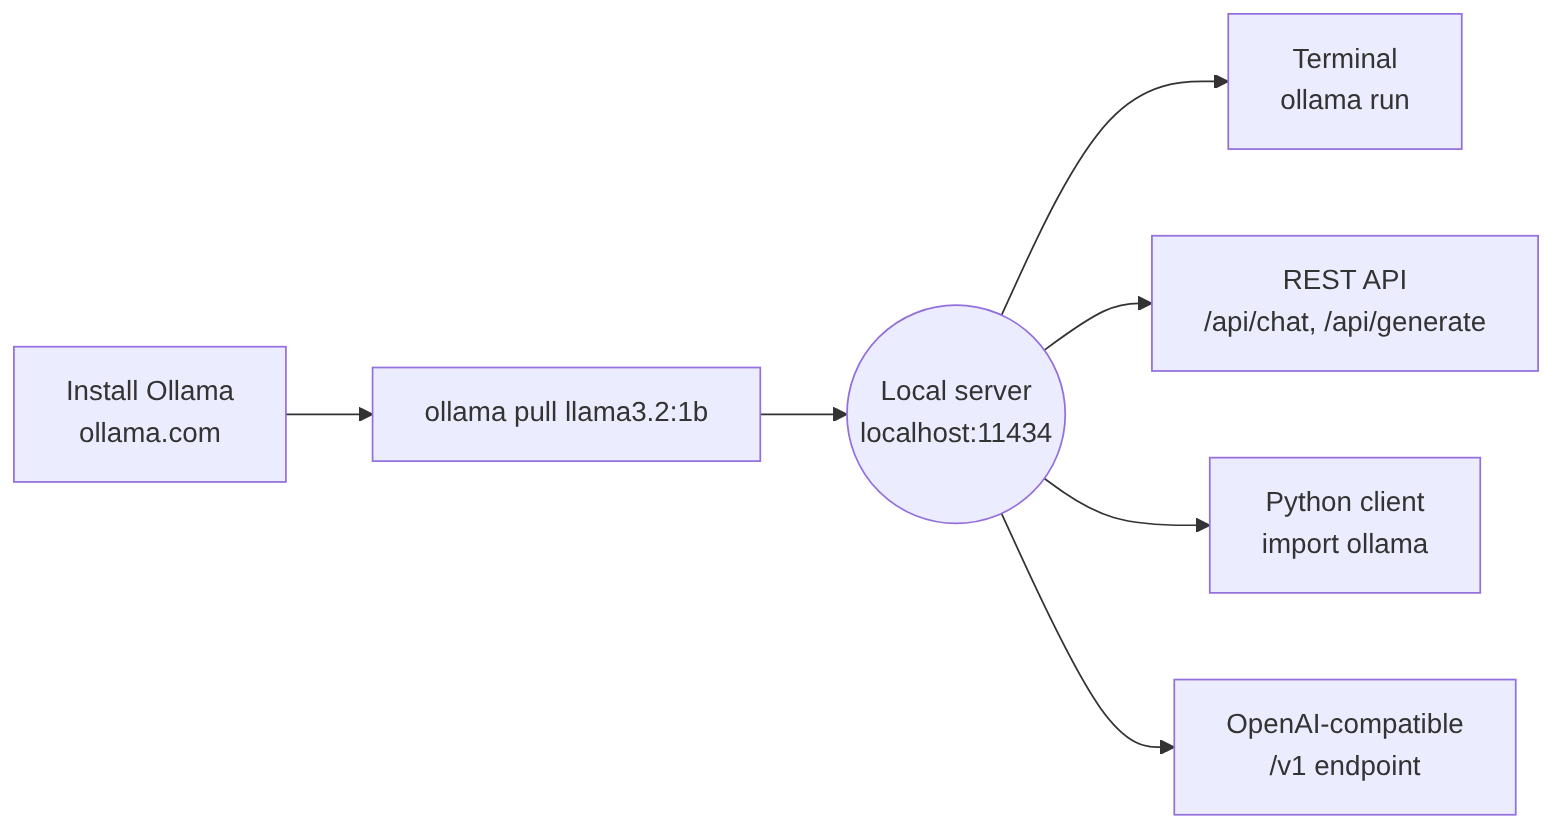 Install Ollama
ollama.com
ollama pull llama3.2:1b
Local server
localhost:11434
Terminal
ollama run
REST API
/api/chat, /api/generate
Python client
import ollama
OpenAI-compatible
/v1 endpoint